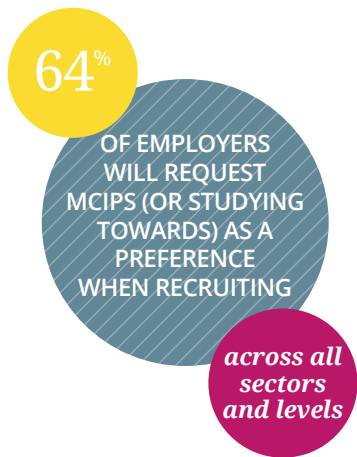 64%
OF EMPLOYERS
WILL REQUEST
MCIPS (OR STUDYING
TOWARDS) AS A
PREFERENCE
WHEN RECRUITING
across all
sectors
and levels